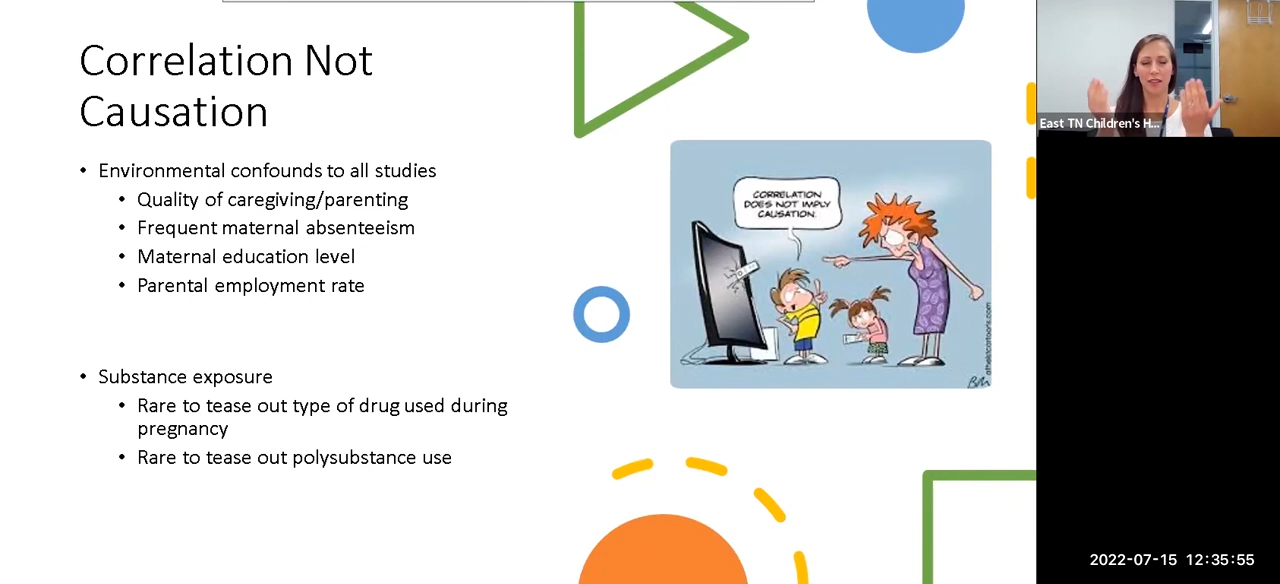 Correlation Not
Causation
• Environmental confounds to all studies
• Quality of caregiving/parenting
• Frequent maternal absenteeism
• Maternal education level
• Parental employment rate
• Substance exposure
• Rare to tease out type of drug used during
pregnancy
• Rare to tease out polysubstance use
CORRELATION
DOES NOT IMPLY
CAUSATION.
East TN Children's H...
2022-07-15 12:35:55